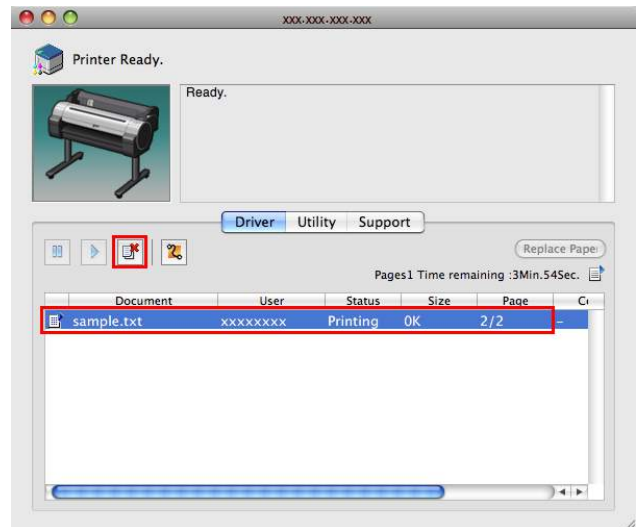 xxx-xxx-xxx-xxx
Printer Ready.
Ready.
Driver Utility Support
Replace Paper
Pages1 Time remaining :3Min.54Sec.
Document User Status Size Page
sample.txt xxxxxxxx Printing 0K 2/2 –